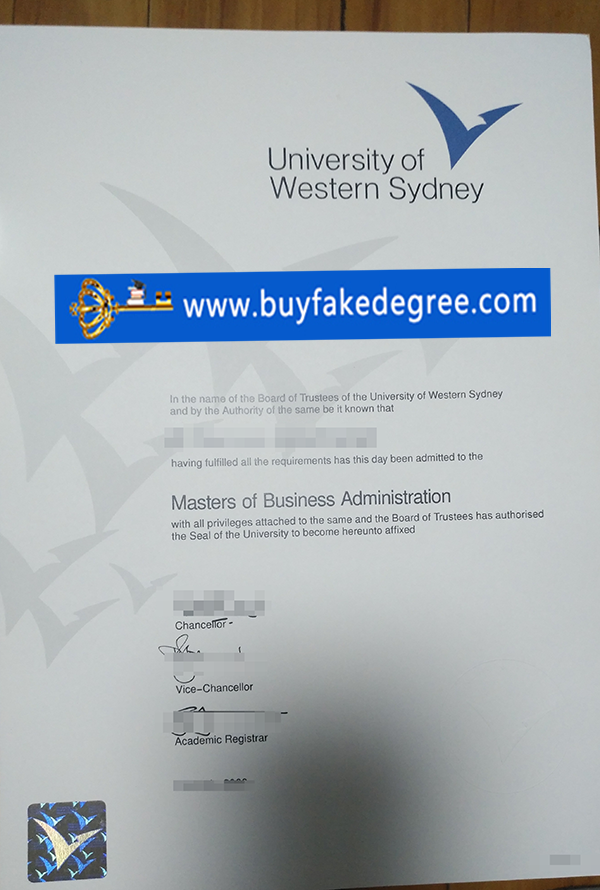 University of
Western Sydney
www.buyfakedegree.com
In the name of the Board of Trustees of the University of Western Sydney
and by the Authority of the same be it known that
having fulfilled all the requirements has this day been admitted to the
Masters of Business Administration
with all privileges attached to the same and the Board of Trustees has authorised
the Seal of the University to become hereunto affixed
Chancellor
Vice-Chancellor
Academic Registrar